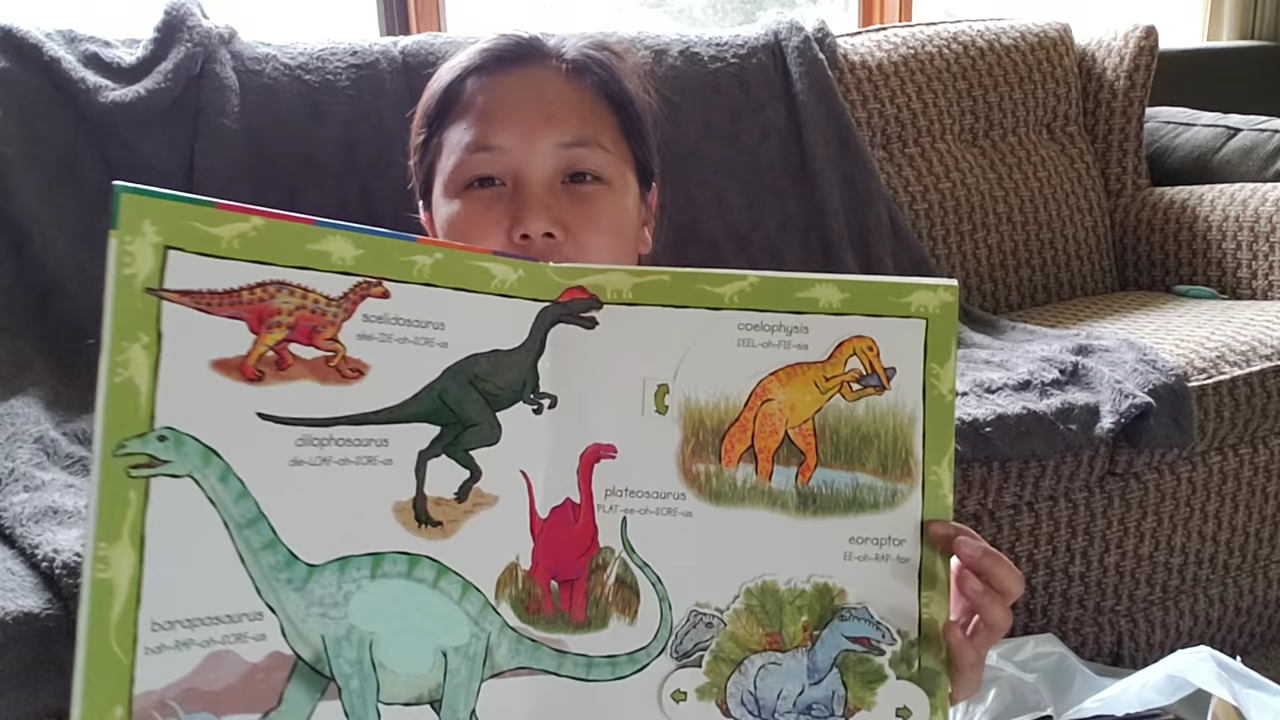 scelidosaurus
skel-IDE-oh-SORE-us
coelophysis
SEEL-oh-FIE-sis
dilophosaurus
die-LOAF-oh-SORE-us
plateosaurus
PLAT-ee-oh-SORE-us
eoraptor
EE-oh-RAP-tor
barapasaurus
bah-RAP-oh-SORE-us